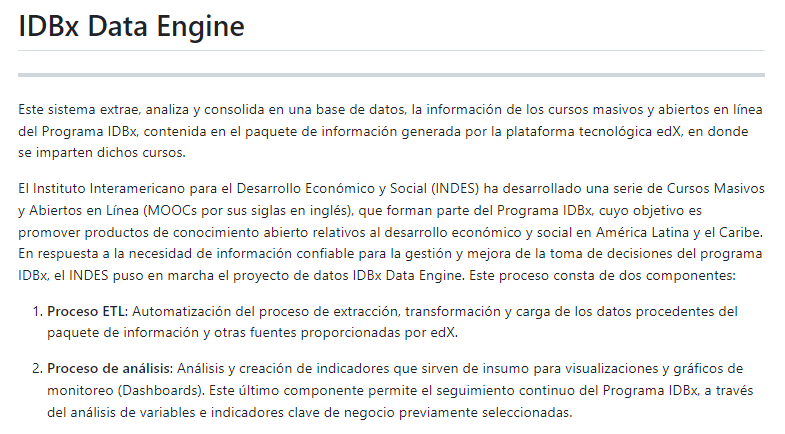 IDBx Data Engine
Este sistema extrae, analiza y consolida en una base de datos, la información de los cursos masivos y abiertos en línea
del Programa IDBx, contenida en el paquete de información generada por la plataforma tecnológica edX, en donde
se imparten dichos cursos.
El Instituto Interamericano para el Desarrollo Económico y Social (INDES) ha desarrollado una serie de Cursos Masivos
y Abiertos en Línea (MOOCs por sus siglas en inglés), que forman parte del Programa IDBx, cuyo objetivo es
promover productos de conocimiento abierto relativos al desarrollo económico y social en América Latina y el Caribe.
En respuesta a la necesidad de información confiable para la gestión y mejora de la toma de decisiones del programa
IDBx, el INDES puso en marcha el proyecto de datos IDBx Data Engine. Este proceso consta de dos componentes:
1. Proceso ETL: Automatización del proceso de extracción, transformación y carga de los datos procedentes del
paquete de información y otras fuentes proporcionadas por edX.
2. Proceso de análisis: Análisis y creación de indicadores que sirven de insumo para visualizaciones y gráficos de
monitoreo (Dashboards). Este último componente permite el seguimiento continuo del Programa IDBx, a través
del análisis de variables e indicadores clave de negocio previamente seleccionadas.